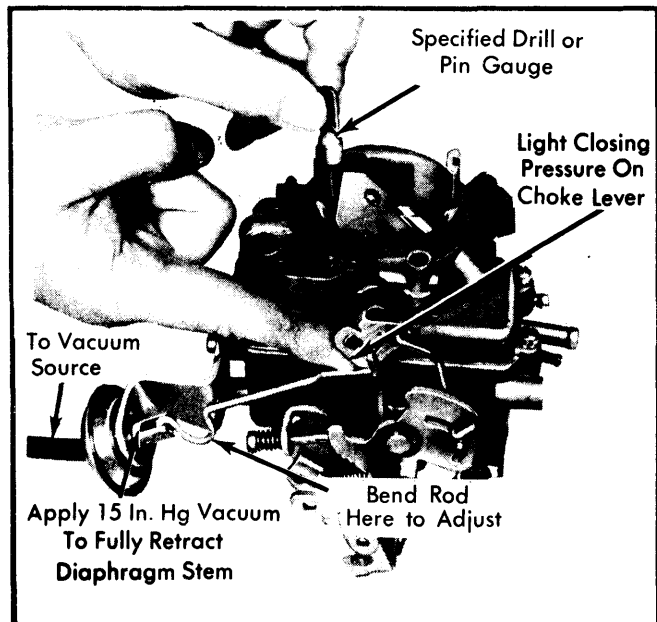 Specified Drill or
Pin Gauge
Light Closing
Pressure On
Choke Lever
To Vacuum
Source
Bend Rod
Here to Adjust
Apply 15 In. Hg Vacuum
To Fully Retract
Diaphragm Stem